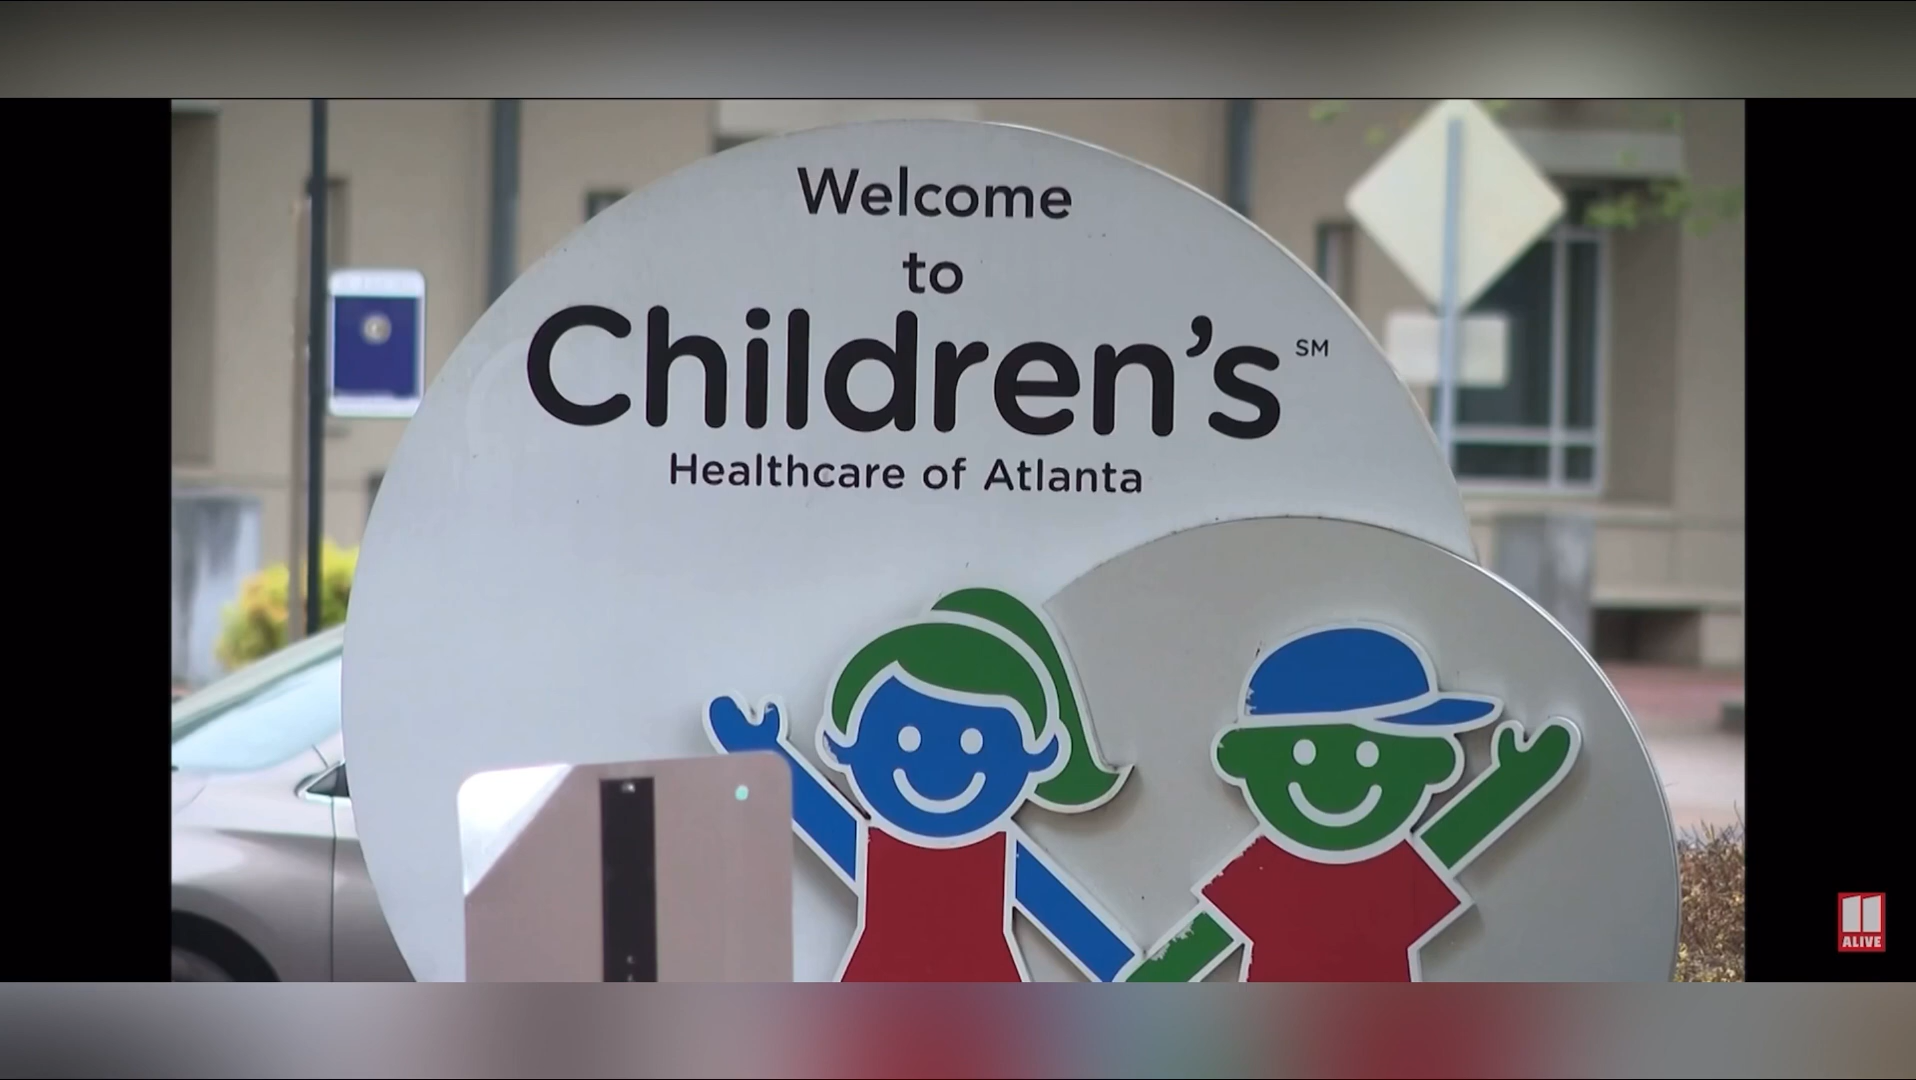 Welcome
to
Children's SM
Healthcare of Atlanta
11
ALIVE